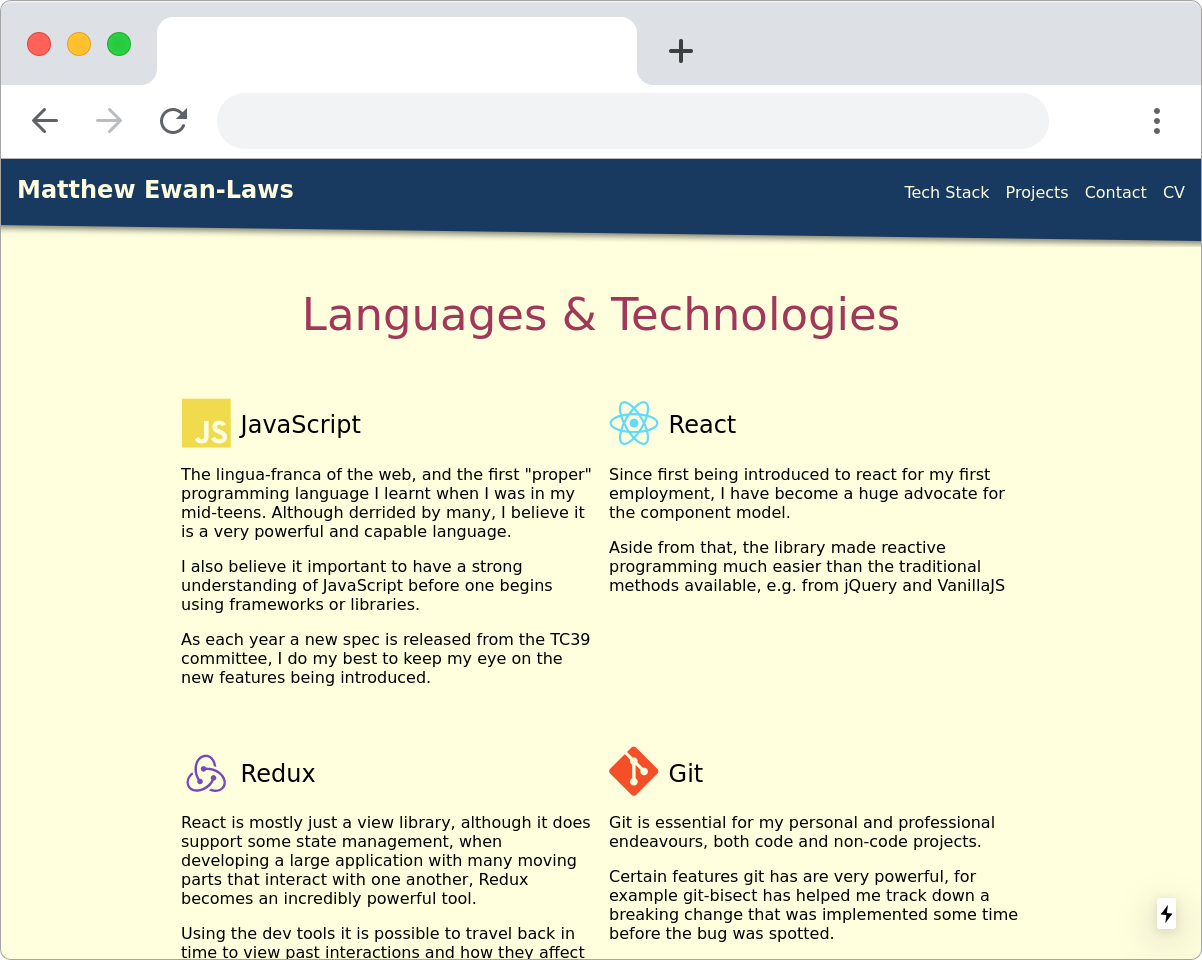 Matthew Ewan-Laws
Tech Stack Projects Contact CV
Languages & Technologies
JS JavaScript
The lingua-franca of the web, and the first "proper"
programming language I learnt when I was in my
mid-teens. Although derrided by many, I believe it
is a very powerful and capable language.
I also believe it important to have a strong
understanding of JavaScript before one begins
using frameworks or libraries.
As each year a new spec is released from the TC39
committee, I do my best to keep my eye on the
new features being introduced.
React
Since first being introduced to react for my first
employment, I have become a huge advocate for
the component model.
Aside from that, the library made reactive
programming much easier than the traditional
methods available, e.g. from jQuery and VanillaJS
Redux
React is mostly just a view library, although it does
support some state management, when
developing a large application with many moving
parts that interact with one another, Redux
becomes an incredibly powerful tool.
Using the dev tools it is possible to travel back in
time to view past interactions and how they affect
Git
Git is essential for my personal and professional
endeavours, both code and non-code projects.
Certain features git has are very powerful, for
example git-bisect has helped me track down a
breaking change that was implemented some time
before the bug was spotted.